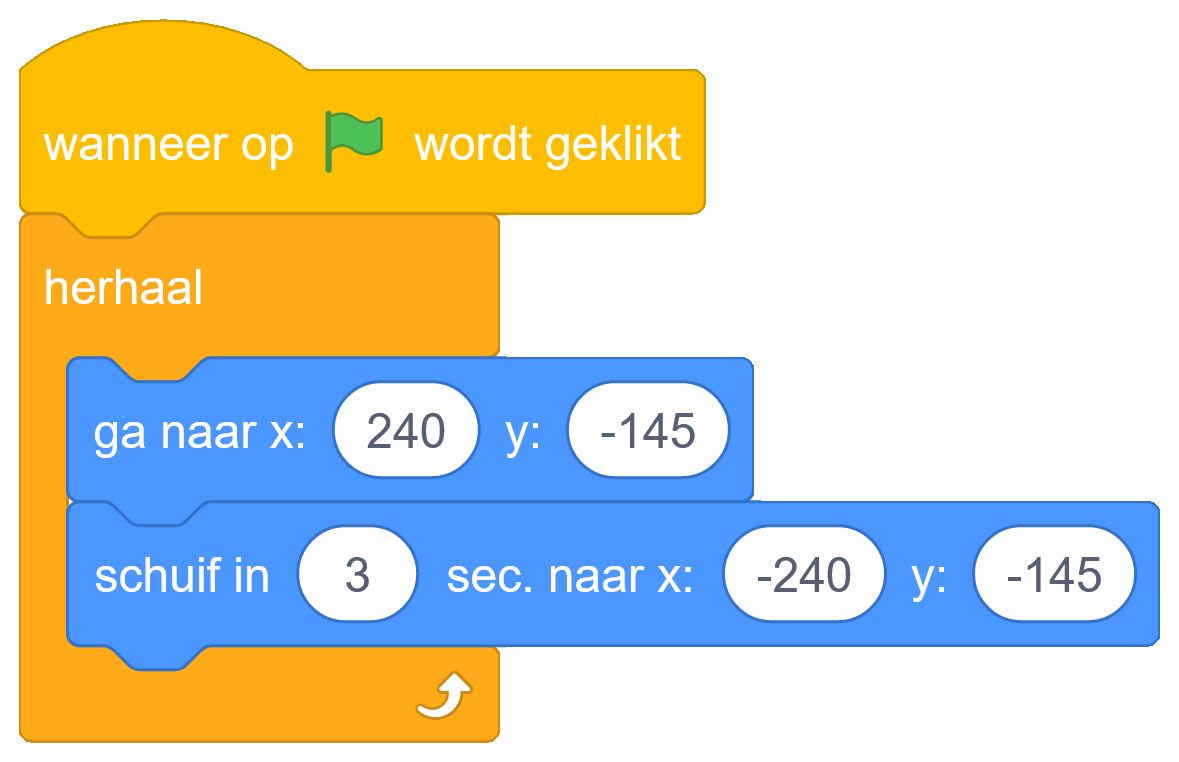 wanneer op wordt geklikt
herhaal
ga naar x: 240 y: -145
schuif in 3 sec. naar x: -240 y: -145